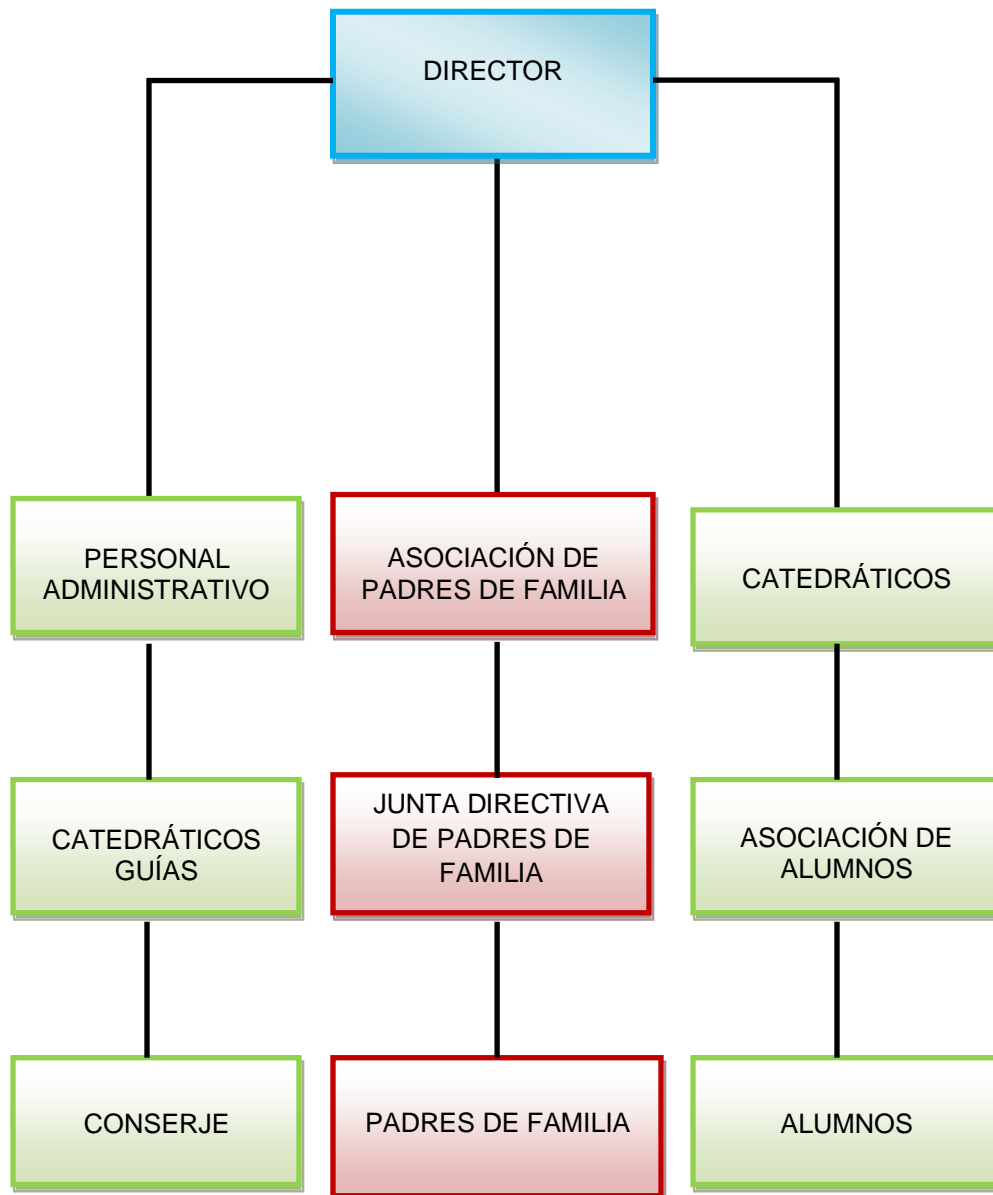 DIRECTOR
PERSONAL
ADMINISTRATIVO
ASOCIACIÓN DE
PADRES DE FAMILIA
CATEDRÁTICOS
CATEDRÁTICOS
GUÍAS
JUNTA DIRECTIVA
DE PADRES DE
FAMILIA
ASOCIACIÓN DE
ALUMNOS
CONSERJE
PADRES DE FAMILIA
ALUMNOS